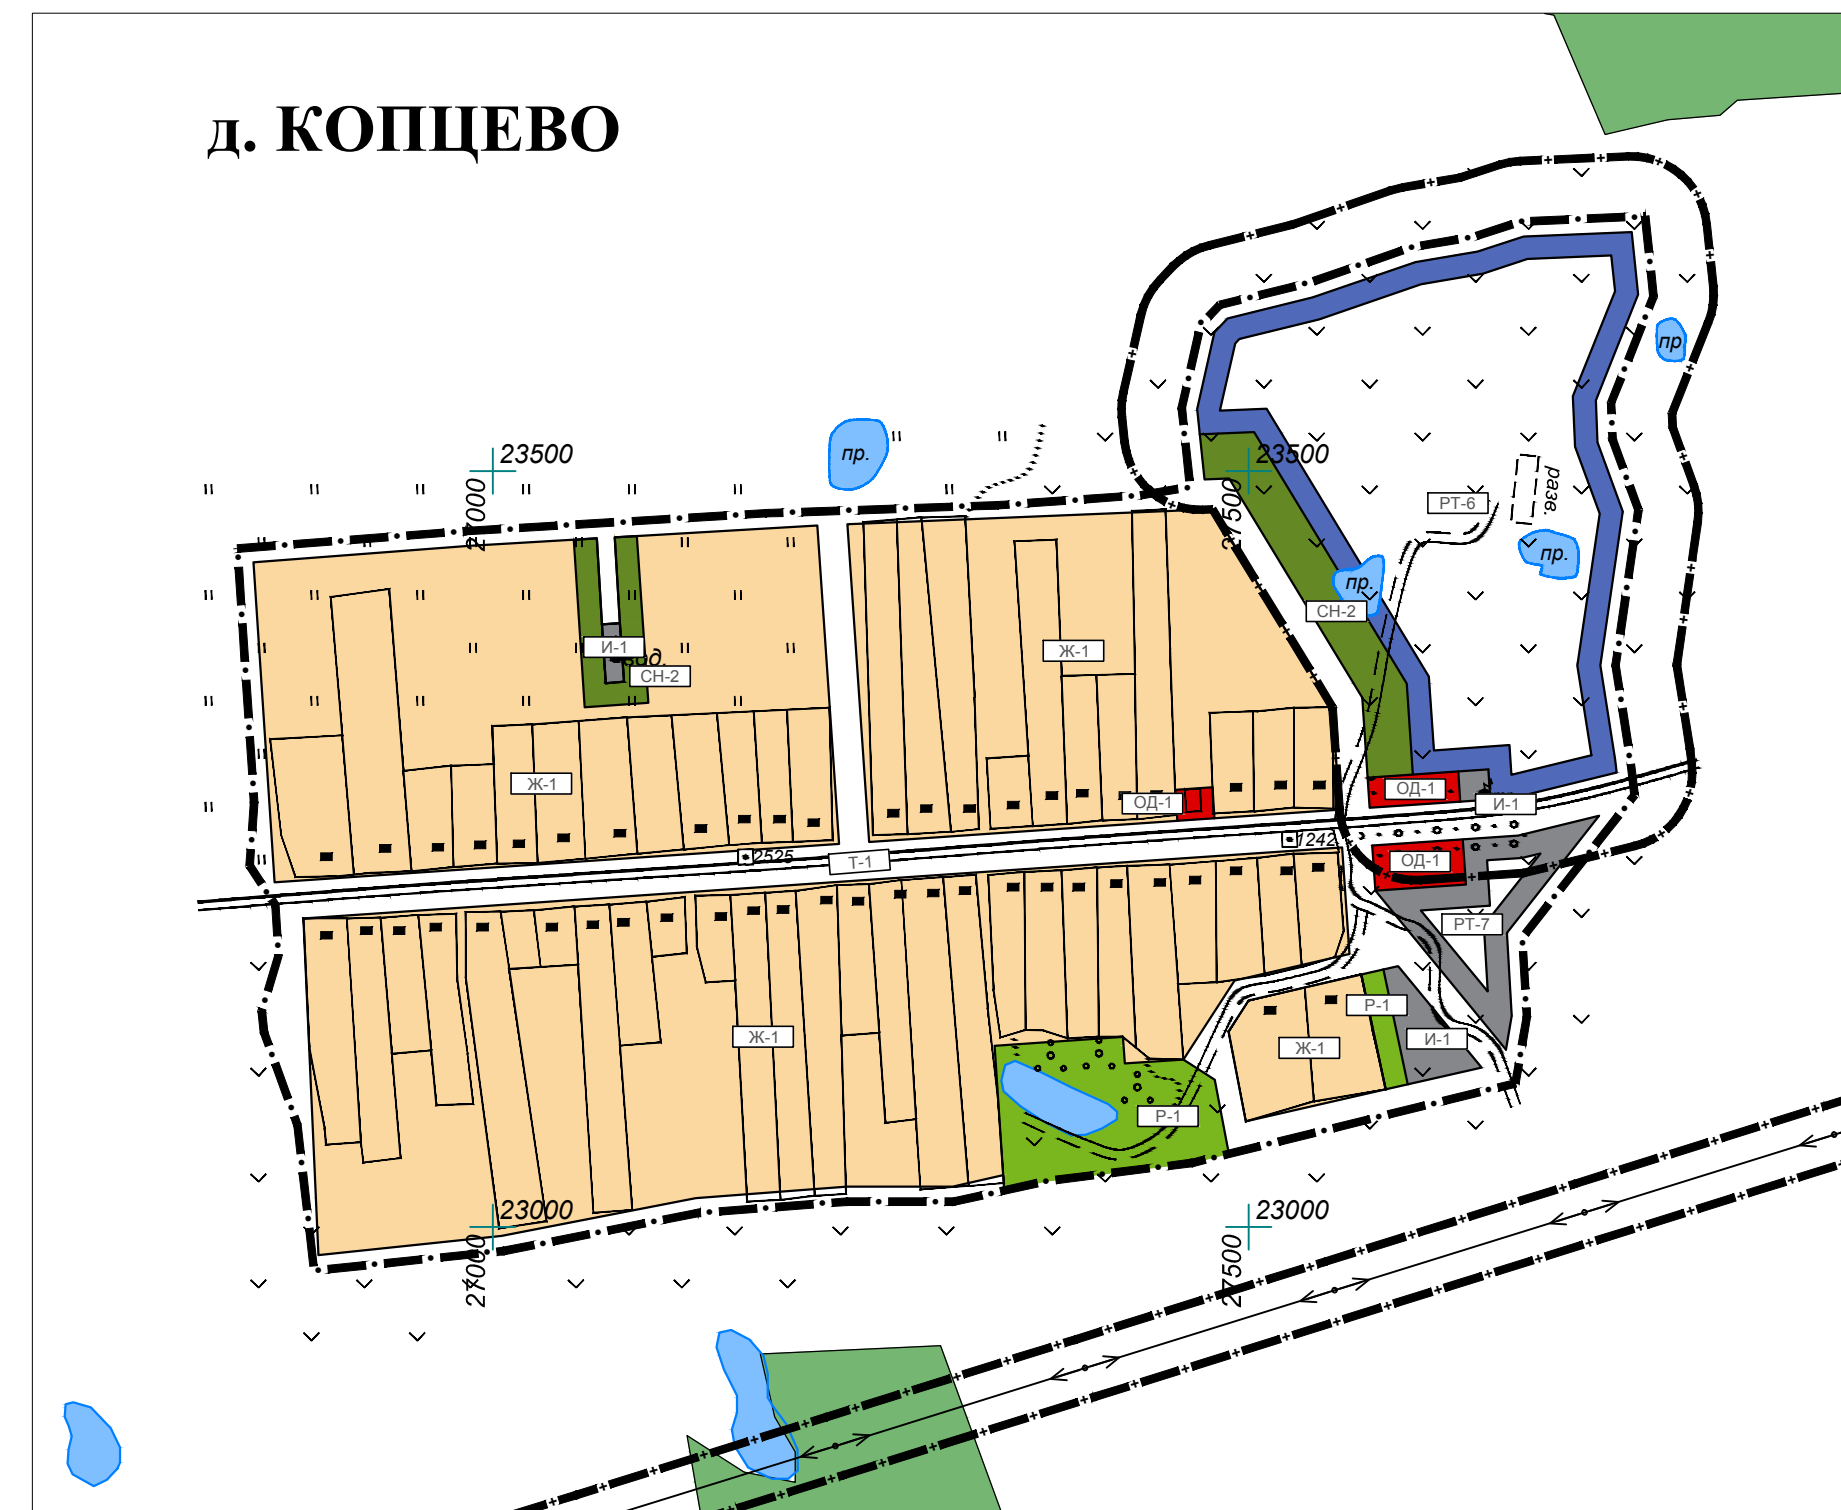 д. КОПЦЕВО
пр
пр.
23500
23500
27000
27500
РТ-6
разв.
пр.
пр.
СН-2
И-1
вод.
СН-2
Ж-1
Ж-1
ОД-1
ОД-1
И-1
1242
2525
Т-1
ОД-1
РТ-7
Р-1
Ж-1
И-1
Ж-1
Р-1
23000
23000
27000
27500